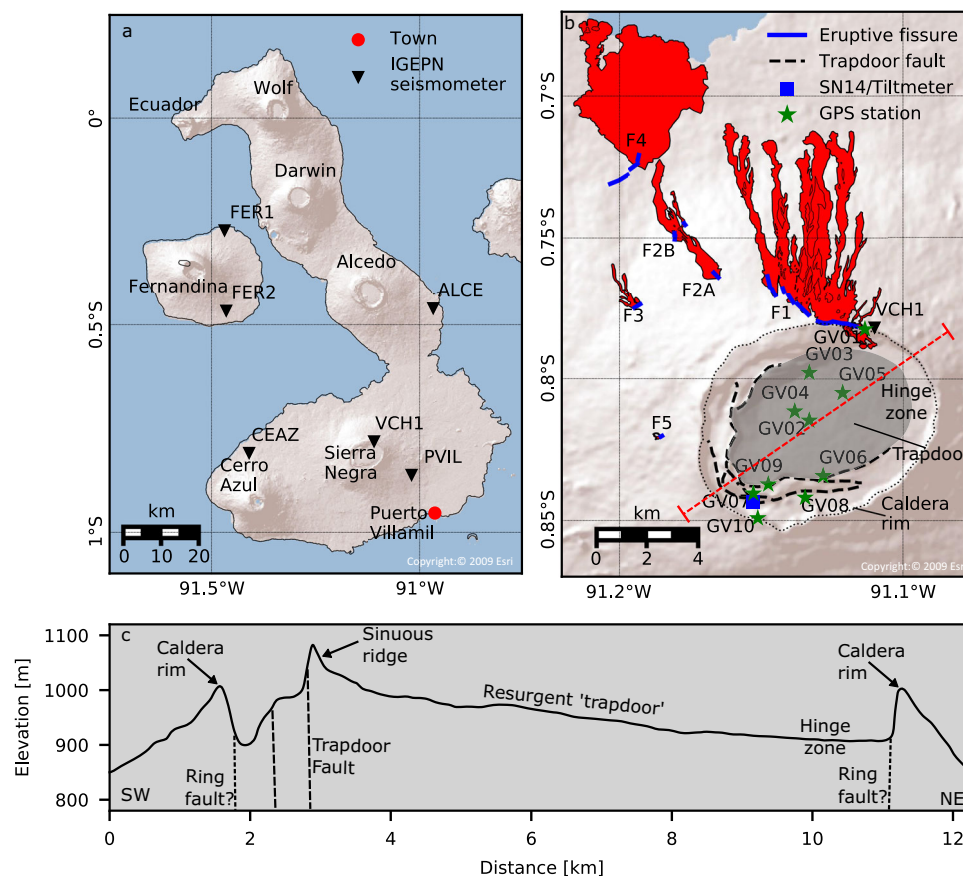 a
Town
IGEPN
seismometer
Wolf
Ecuador
Darwin
FER1
Alcedo
Fernandina
FER2
ALCE
CEAZ
VCH1
Sierra
Negra
PVIL
Cerro
Azul
Puerto
Villamil
km
0 10 20
Copyright:© 2009 Esri
0°
0.5°S
1°S
91.5°W 91°W
b
Eruptive fissure
Trapdoor fault
SN14/Tiltmeter
GPS station
F4
F2B
F2A
F3
F1
VCH1
GV01
GV03
GV05
GV04
Hinge
zone
GV02
F5
GV06
Trapdoo
GV09
GV07
GV08
Caldera
rim
GV10
km
0 2 4
Copyright:© 2009 Esri
0.7°S
0.75°S
0.8°S
0.85°S
91.2°W 91.1°W
c
Elevation [m]
1100
1000
900
800
Caldera
rim
Sinuous
ridge
Resurgent 'trapdoor'
Hinge
zone
Caldera
rim
SW
Ring
fault?
Trapdoor
Fault
Ring
fault?
NE
0 2 4 6 8 10 12
Distance [km]